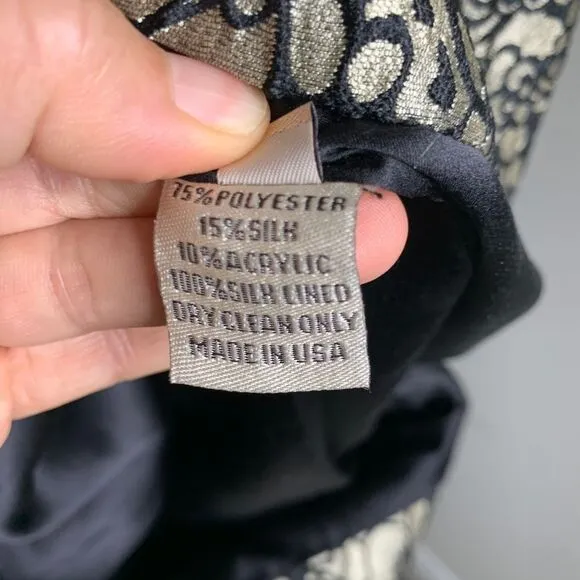 75% POLYESTER
15% SILK
10% ACRYLIC
100% SILK LINED
DRY CLEAN ONLY
MADE IN USA